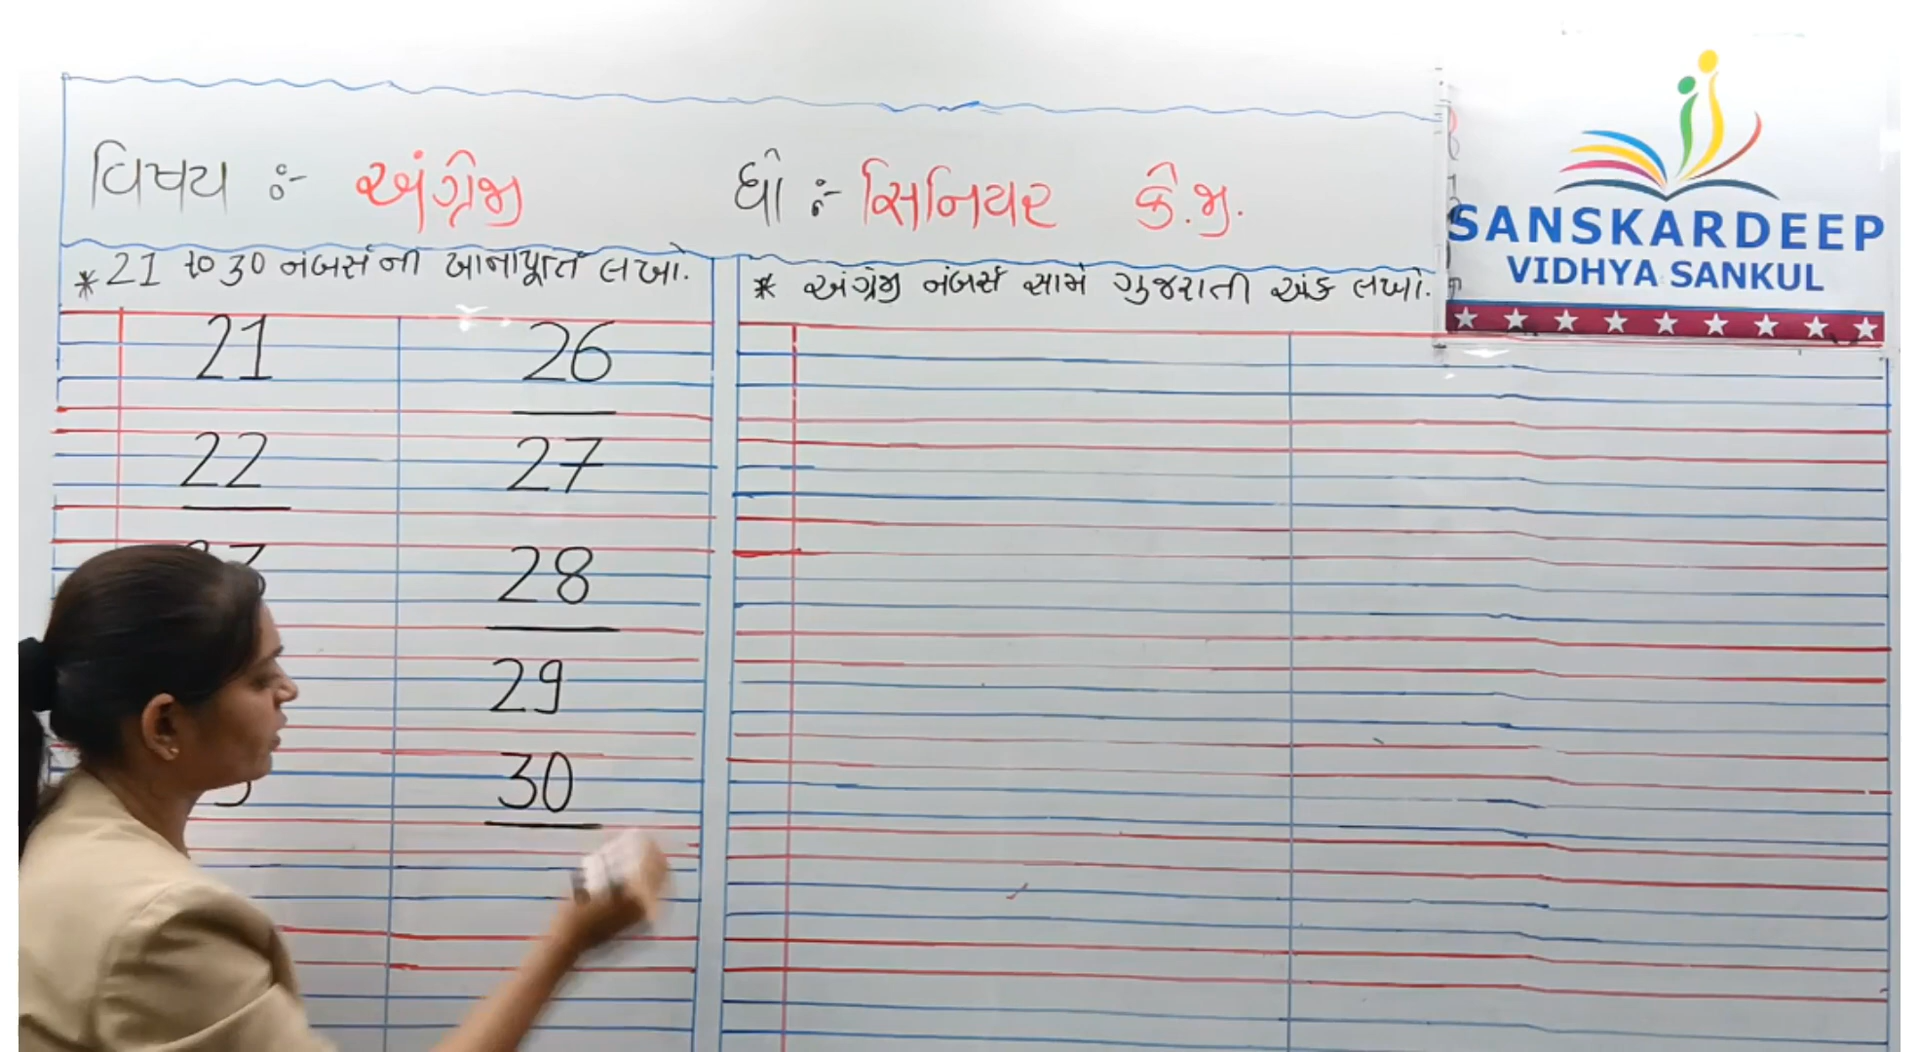 વિષય :- અંગ્રેજી
ધો :- સિનિયર કે.જી.
SANSKARDEEP
VIDHYA SANKUL
* 21 to 30 નંબર્સની ખાનાપૂર્તિ લખો.
21 26
22 27
23 28
29
30
* અંગ્રેજી નંબર્સ સામે ગુજરાતી અંક લખો.